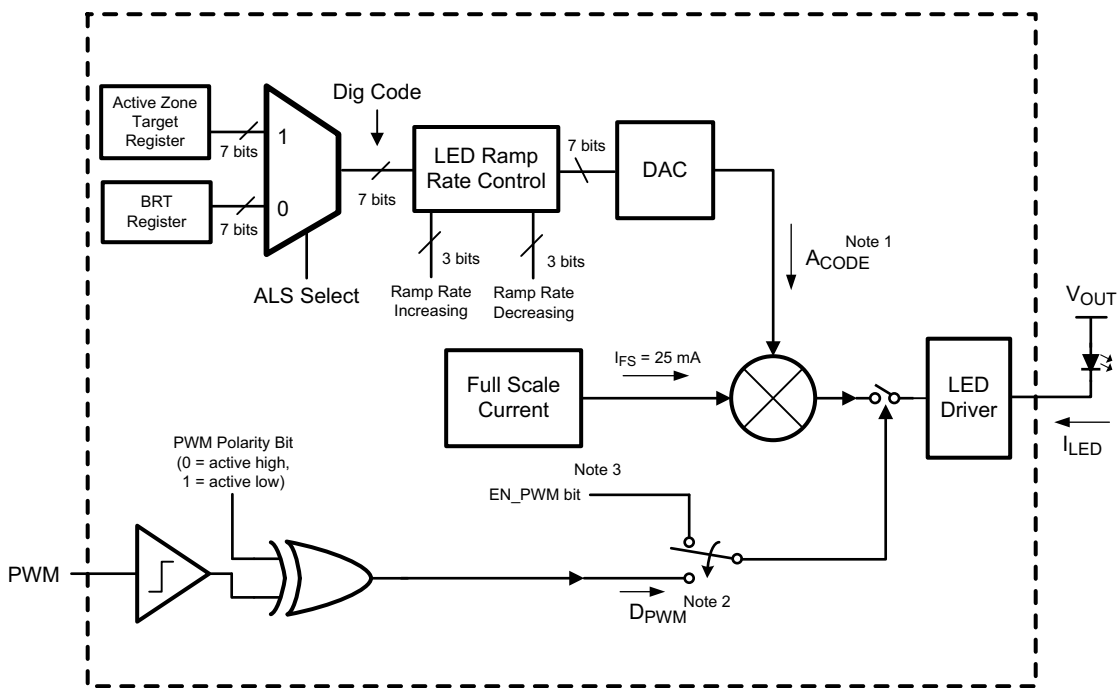 Active Zone
Target
Register
7 bits
1
BRT
Register
7 bits
0
ALS Select
Dig Code
7 bits
LED Ramp
Rate Control
3 bits
Ramp Rate
Increasing
3 bits
Ramp Rate
Decreasing
7 bits
DAC
ACODE Note 1
Full Scale
Current
IFS = 25 mA
LED
Driver
VOUT
ILED
PWM Polarity Bit
(0 = active high,
1 = active low)
Note 3
EN_PWM bit
PWM
DPWM Note 2